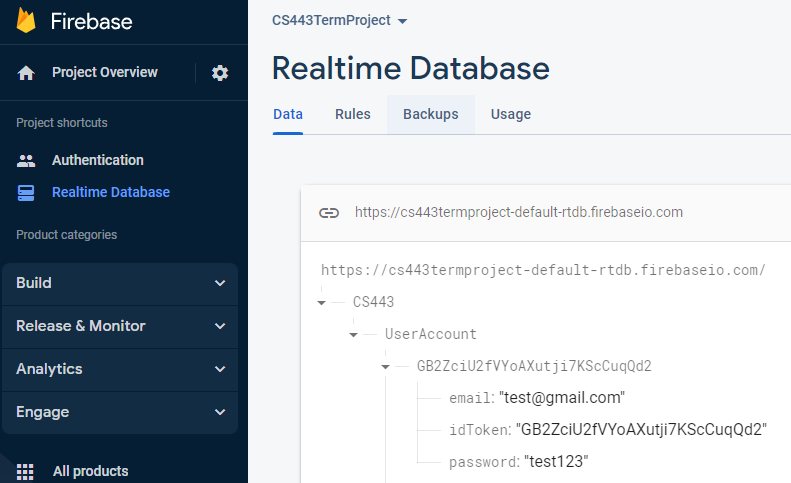 Firebase
Project Overview
Project shortcuts
Authentication
Realtime Database
Product categories
Build
Release & Monitor
Analytics
Engage
All products
CS443TermProject
Realtime Database
Data Rules Backups Usage
https://cs443termproject-default-rtdb.firebaseio.com
https://cs443termproject-default-rtdb.firebaseio.com/
CS443
UserAccount
GB2ZciU2fVYoAXutji7KScCuqQd2
email: "test@gmail.com"
idToken: "GB2ZciU2fVYoAXutji7KScCuqQd2"
password: "test123"